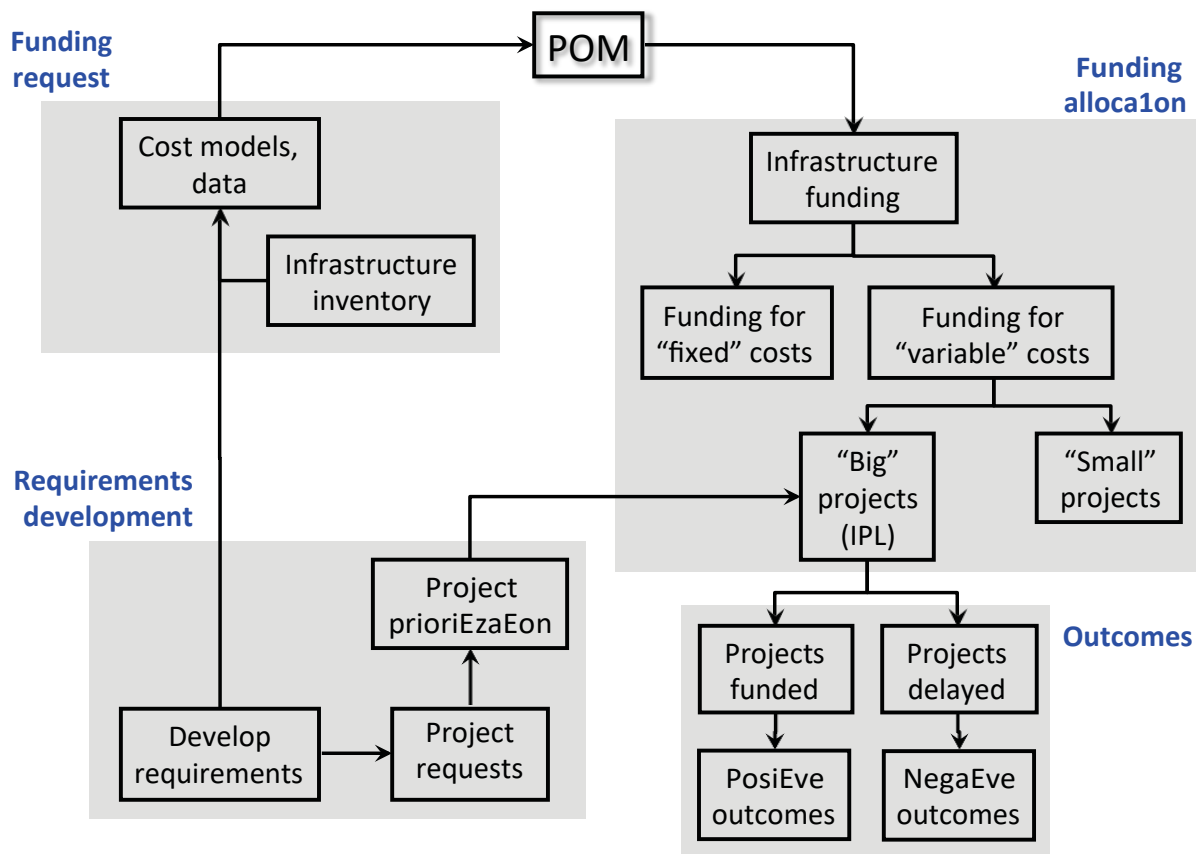 Funding
request
POM
Funding
alloca1on
Cost models,
data
Infrastructure
inventory
Infrastructure
funding
Funding for
“fixed” costs
Funding for
“variable” costs
“Big”
projects
(IPL)
“Small”
projects
Requirements
development
Project
prioriEzaEon
Develop
requirements
Project
requests
Outcomes
Projects
funded
Projects
delayed
PosiEve
outcomes
NegaEve
outcomes